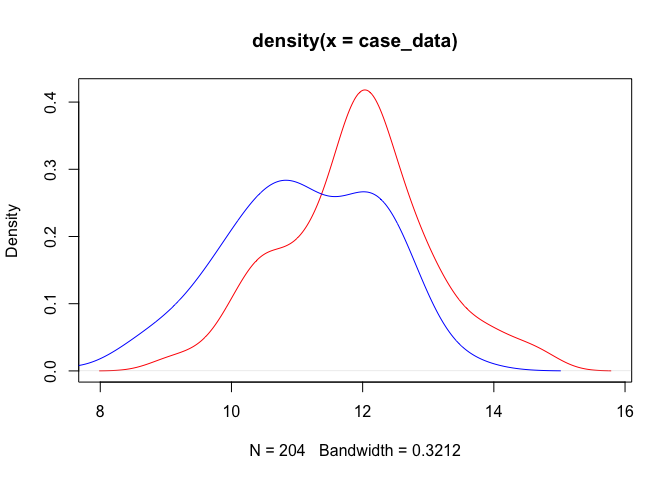 density(x = case_data)
Density
0.4
0.3
0.2
0.1
0.0
8 10 12 14 16
N = 204 Bandwidth = 0.3212